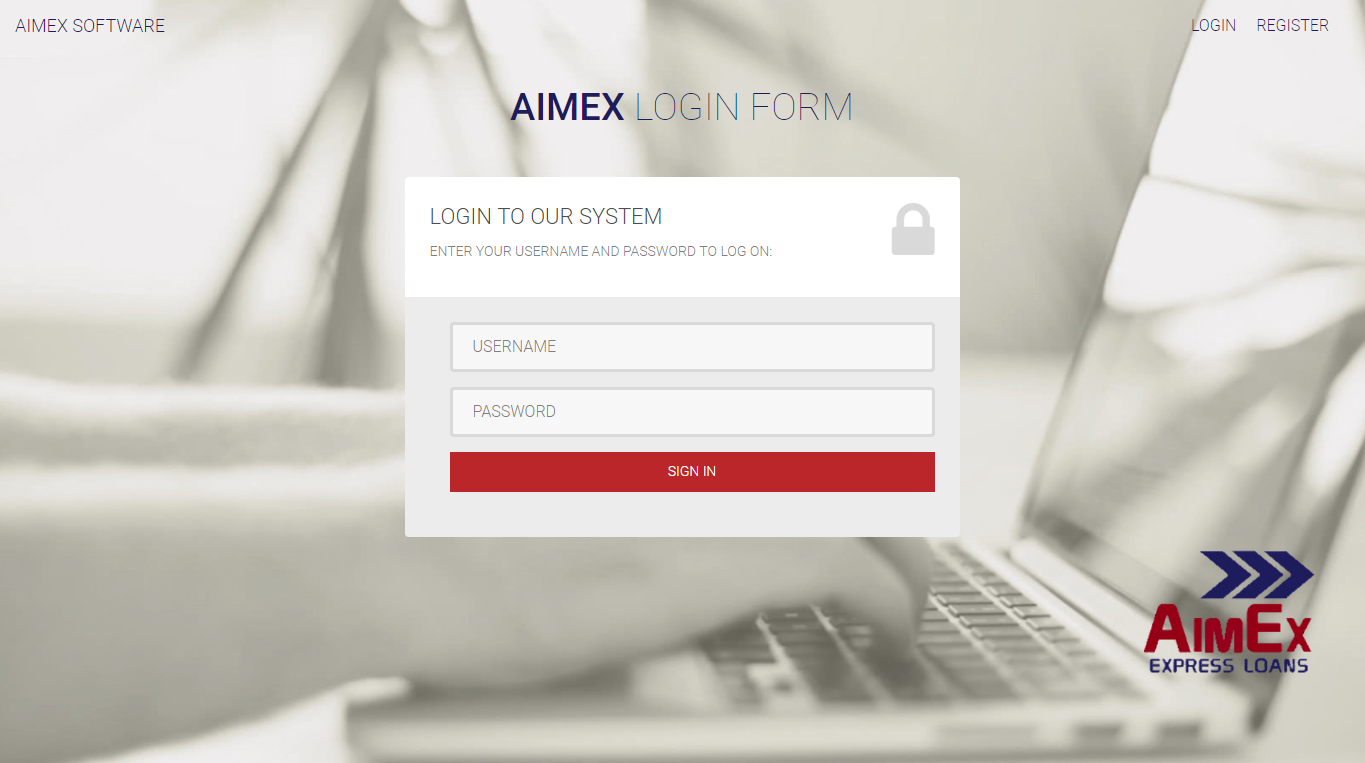 AIMEX SOFTWARE
LOGIN REGISTER
AIMEX LOGIN FORM
LOGIN TO OUR SYSTEM
ENTER YOUR USERNAME AND PASSWORD TO LOG ON:
USERNAME
PASSWORD
SIGN IN
AIMEX
EXPRESS LOANS